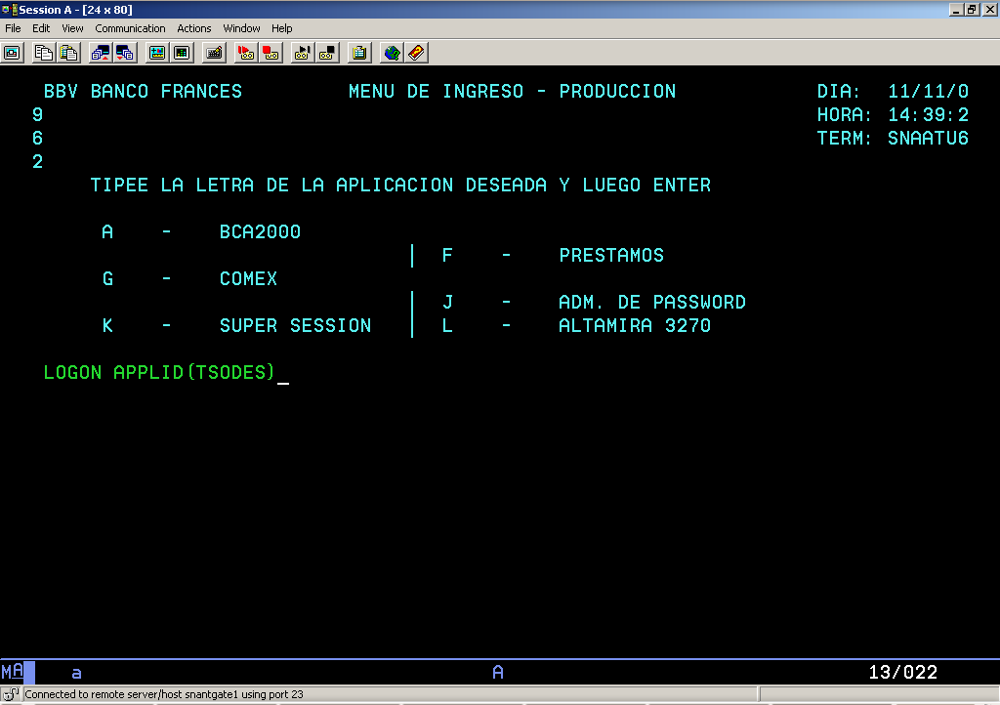 Session A - [24 x 80]
File Edit View Communication Actions Window Help
BBV BANCO FRANCES MENU DE INGRESO - PRODUCCION DIA: 11/11/0
9 HORA: 14:39:2
6 TERM: SNAATU6
2
TIPEE LA LETRA DE LA APLICACION DESEADA Y LUEGO ENTER
A - BCA2000
| F - PRESTAMOS
G - COMEX
| J - ADM. DE PASSWORD
K - SUPER SESSION | L - ALTAMIRA 3270
LOGON APPLID(TSODES)_
MA a A 13/022
Connected to remote server/host snantgate1 using port 23